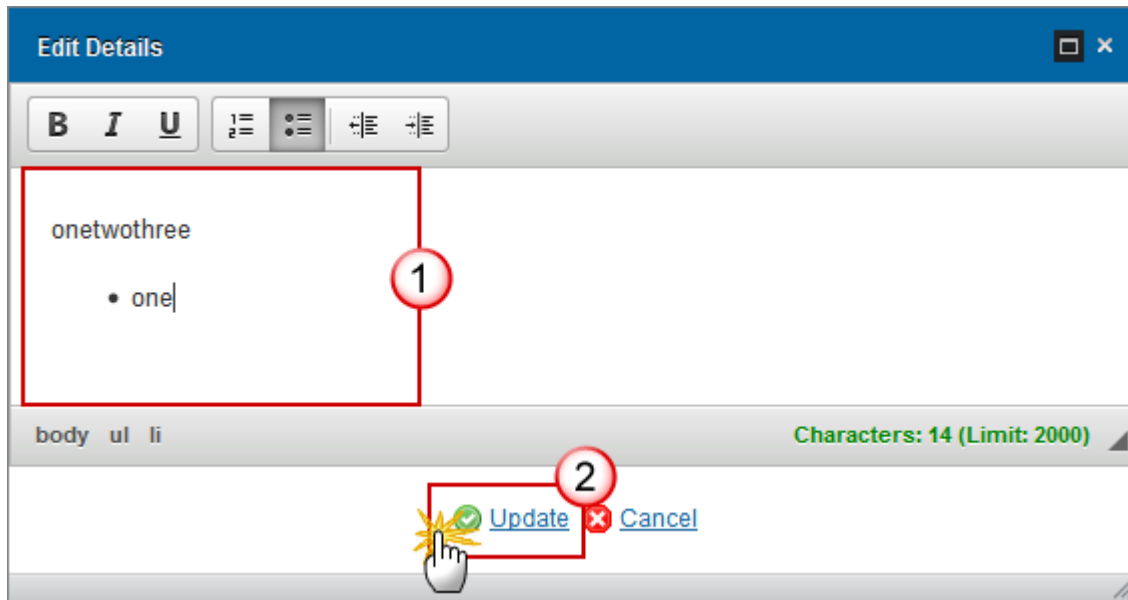 Edit Details
B I U
onetwothree
• one
1
body ul li Characters: 14 (Limit: 2000)
2
Update Cancel